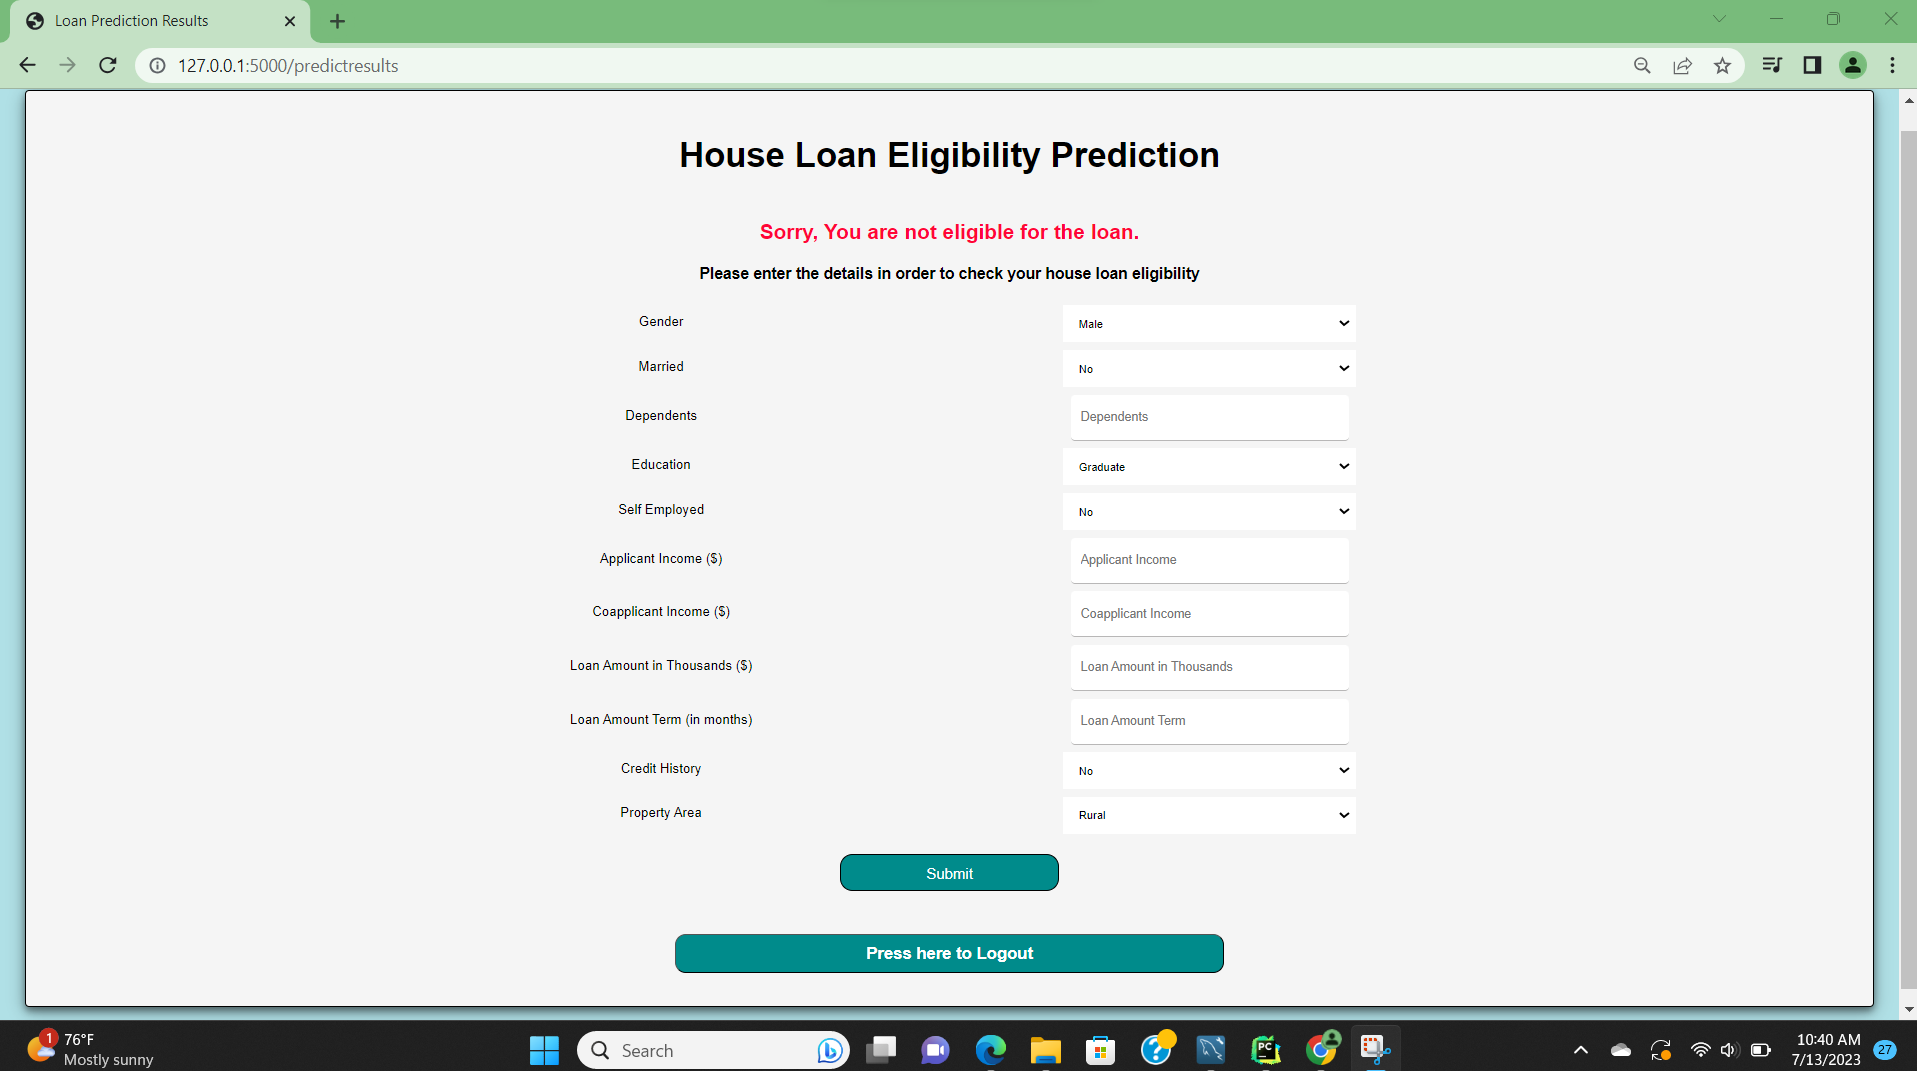 Loan Prediction Results
127.0.0.1:5000/predictresults
House Loan Eligibility Prediction
Sorry, You are not eligible for the loan.
Please enter the details in order to check your house loan eligibility
Gender Male
Married No
Dependents Dependents
Education Graduate
Self Employed No
Applicant Income ($) Applicant Income
Coapplicant Income ($) Coapplicant Income
Loan Amount in Thousands ($) Loan Amount in Thousands
Loan Amount Term (in months) Loan Amount Term
Credit History No
Property Area Rural
Submit
Press here to Logout
1 76°F
Mostly sunny
Search
PC
10:40 AM
7/13/2023
27